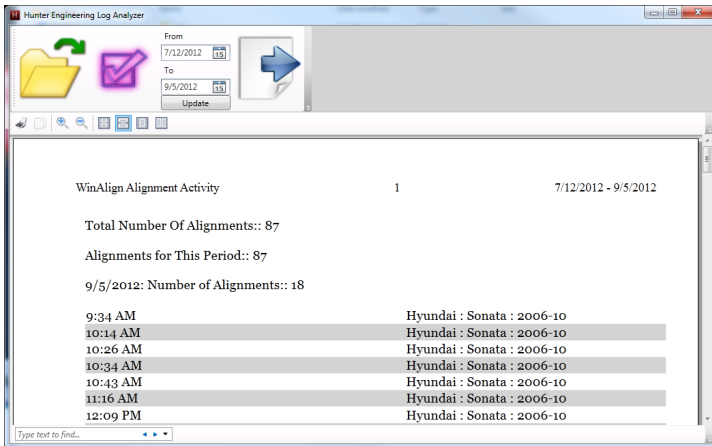 Hunter Engineering Log Analyzer
From
7/12/2012 15
To
9/5/2012 15
Update
WinAlign Alignment Activity 1 7/12/2012 - 9/5/2012
Total Number Of Alignments:: 87
Alignments for This Period:: 87
9/5/2012: Number of Alignments:: 18
9:34 AM Hyundai : Sonata : 2006-10
10:14 AM Hyundai : Sonata : 2006-10
10:26 AM Hyundai : Sonata : 2006-10
10:34 AM Hyundai : Sonata : 2006-10
10:43 AM Hyundai : Sonata : 2006-10
11:16 AM Hyundai : Sonata : 2006-10
12:09 PM Hyundai : Sonata : 2006-10
Type text to find...